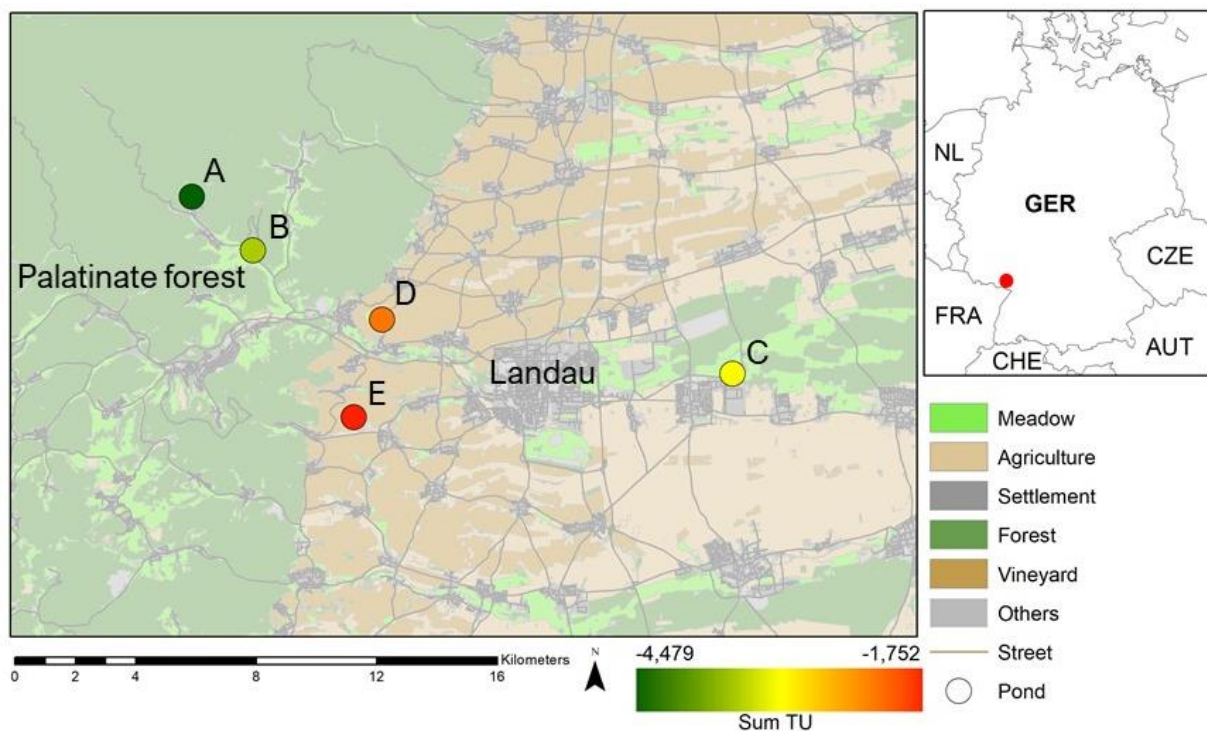 A
B
Palatinate forest
D
C
Landau
E
NL
GER
CZE
FRA
AUT
CHE
Meadow
Agriculture
Settlement
Forest
Vineyard
Others
Street
Pond
0 2 4 8 12 16 Kilometers
N
-4,479 -1,752
Sum TU